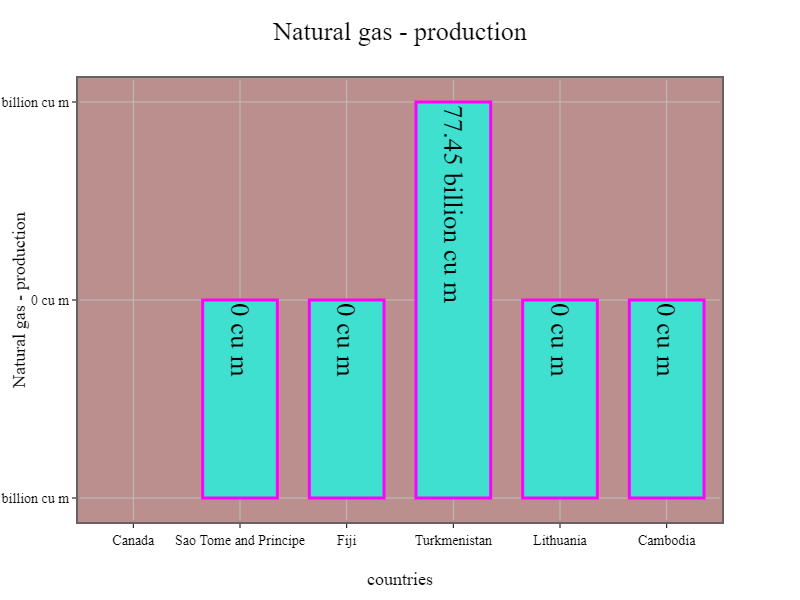 Natural gas - production
billion cu m
0 cu m
billion cu m
Natural gas - production
77.45 billion cu m
0 cu m
0 cu m
0 cu m
0 cu m
Canada
Sao Tome and Principe
Fiji
Turkmenistan
Lithuania
Cambodia
countries